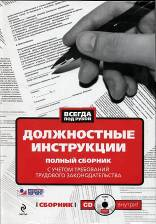 ВСЕГДА
ПОД РУКОЙ
ДОЛЖНОСТНЫЕ
ИНСТРУКЦИИ
ПОЛНЫЙ СБОРНИК
С УЧЕТОМ ТРЕБОВАНИЙ
ТРУДОВОГО ЗАКОНОДАТЕЛЬСТВА
СБОРНИК
CD
внутри!